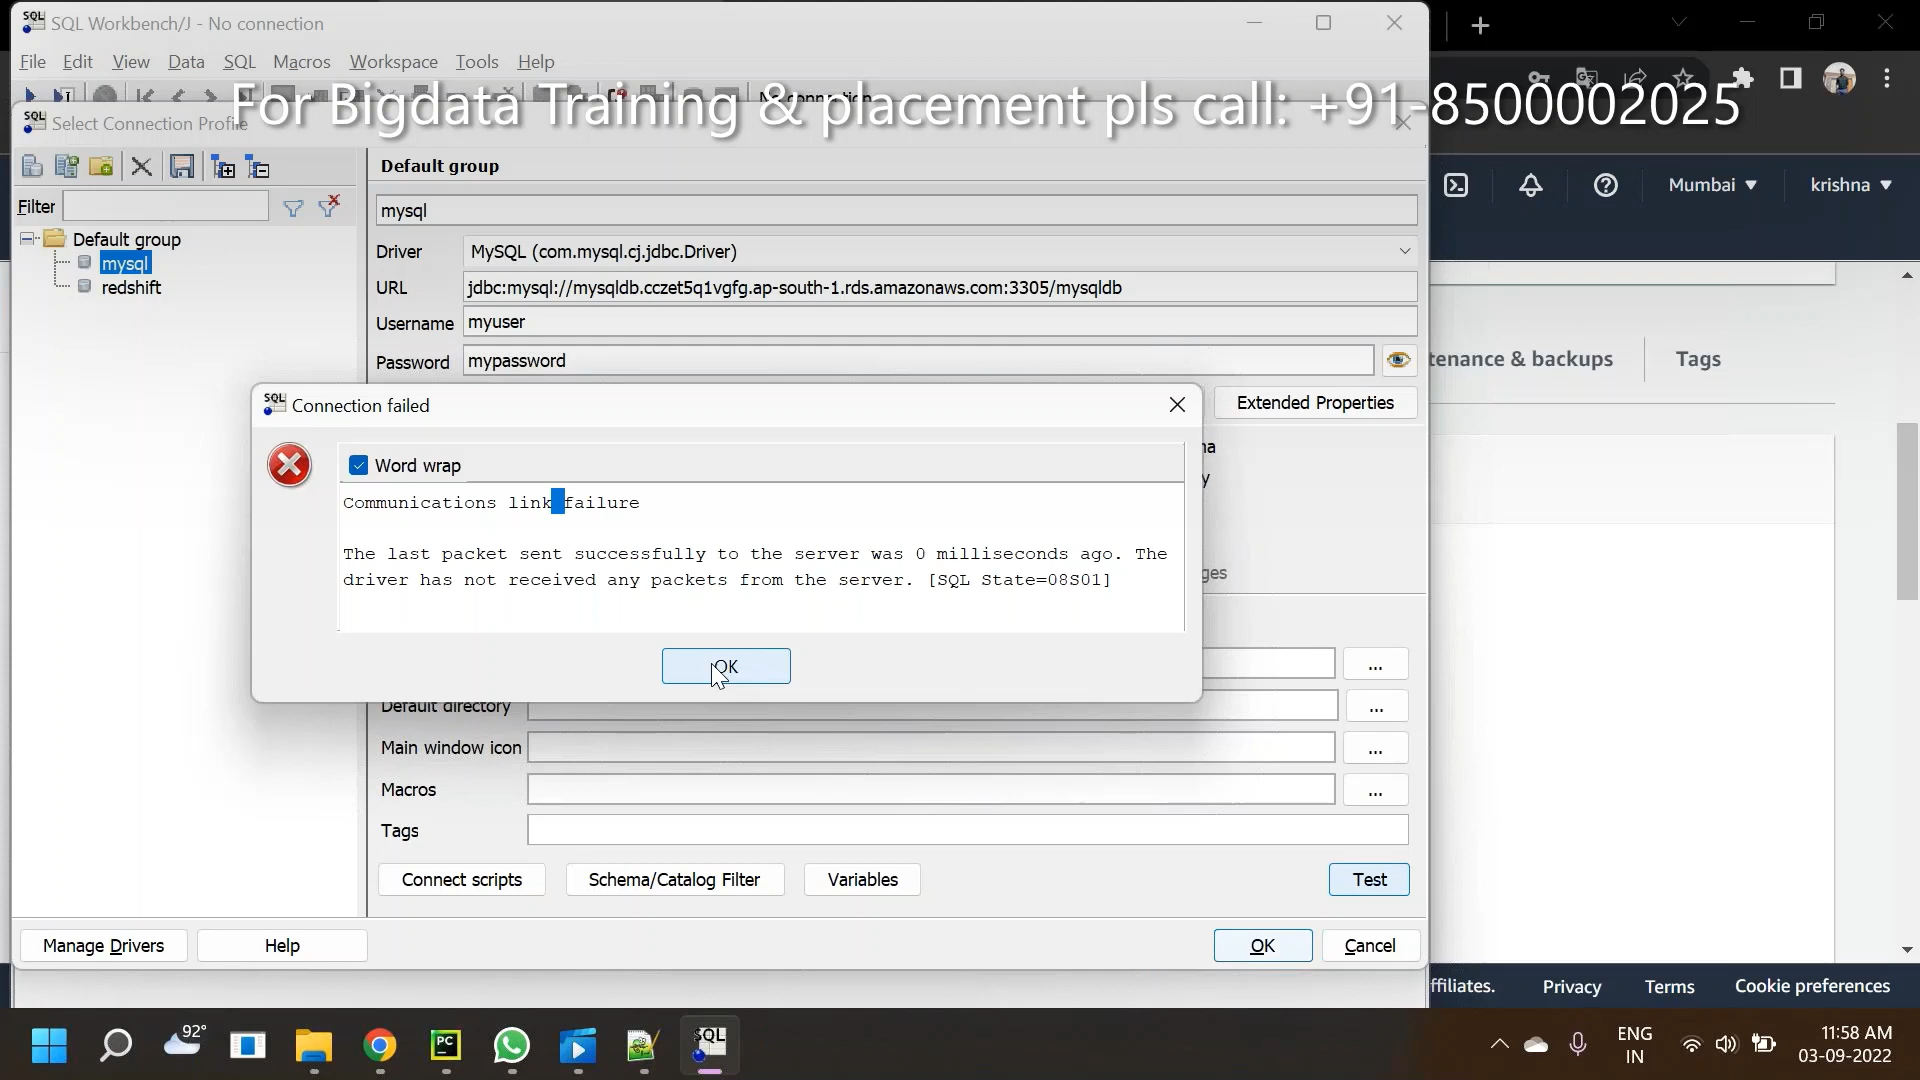 SQL Workbench/J - No connection
File Edit View Data SQL Macros Workspace Tools Help
No connection
For Bigdata Training & placement pls call: +91-8500002025
Select Connection Profile
Default group
Mumbai
krishna
Filter
mysql
Default group
mysql
redshift
Driver MySQL (com.mysql.cj.jdbc.Driver)
URL jdbc:mysql://mysqldb.cczet5q1vgfg.ap-south-1.rds.amazonaws.com:3305/mysqldb
Username myuser
Password mypassword
tenance & backups Tags
Extended Properties
Connection failed
Word wrap
Communications link failure
The last packet sent successfully to the server was 0 milliseconds ago. The
driver has not received any packets from the server. [SQL State=08S01]
OK
...
Default directory ...
Main window icon ...
Macros ...
Tags
Connect scripts Schema/Catalog Filter Variables Test
Manage Drivers Help OK Cancel
ffiliates. Privacy Terms Cookie preferences
92°
PC
SQL
ENG
IN
11:58 AM
03-09-2022